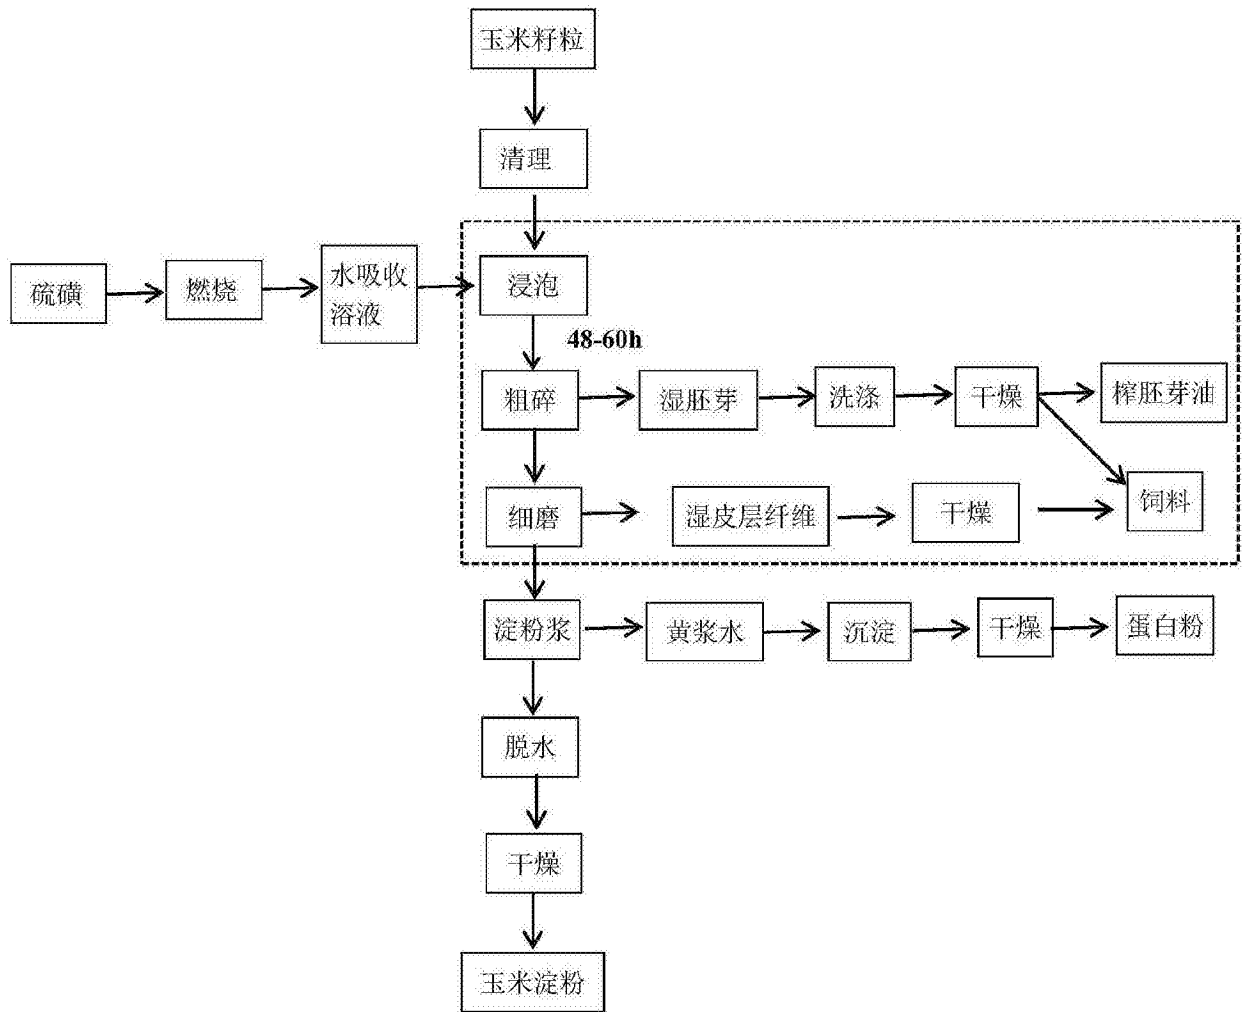 玉米籽粒
清理
硫磺
燃烧
水吸收
溶液
浸泡
48-60h
粗碎
湿胚芽
洗涤
干燥
榨胚芽油
细磨
湿皮层纤维
干燥
饲料
淀粉浆
黄浆水
沉淀
干燥
蛋白粉
脱水
干燥
玉米淀粉